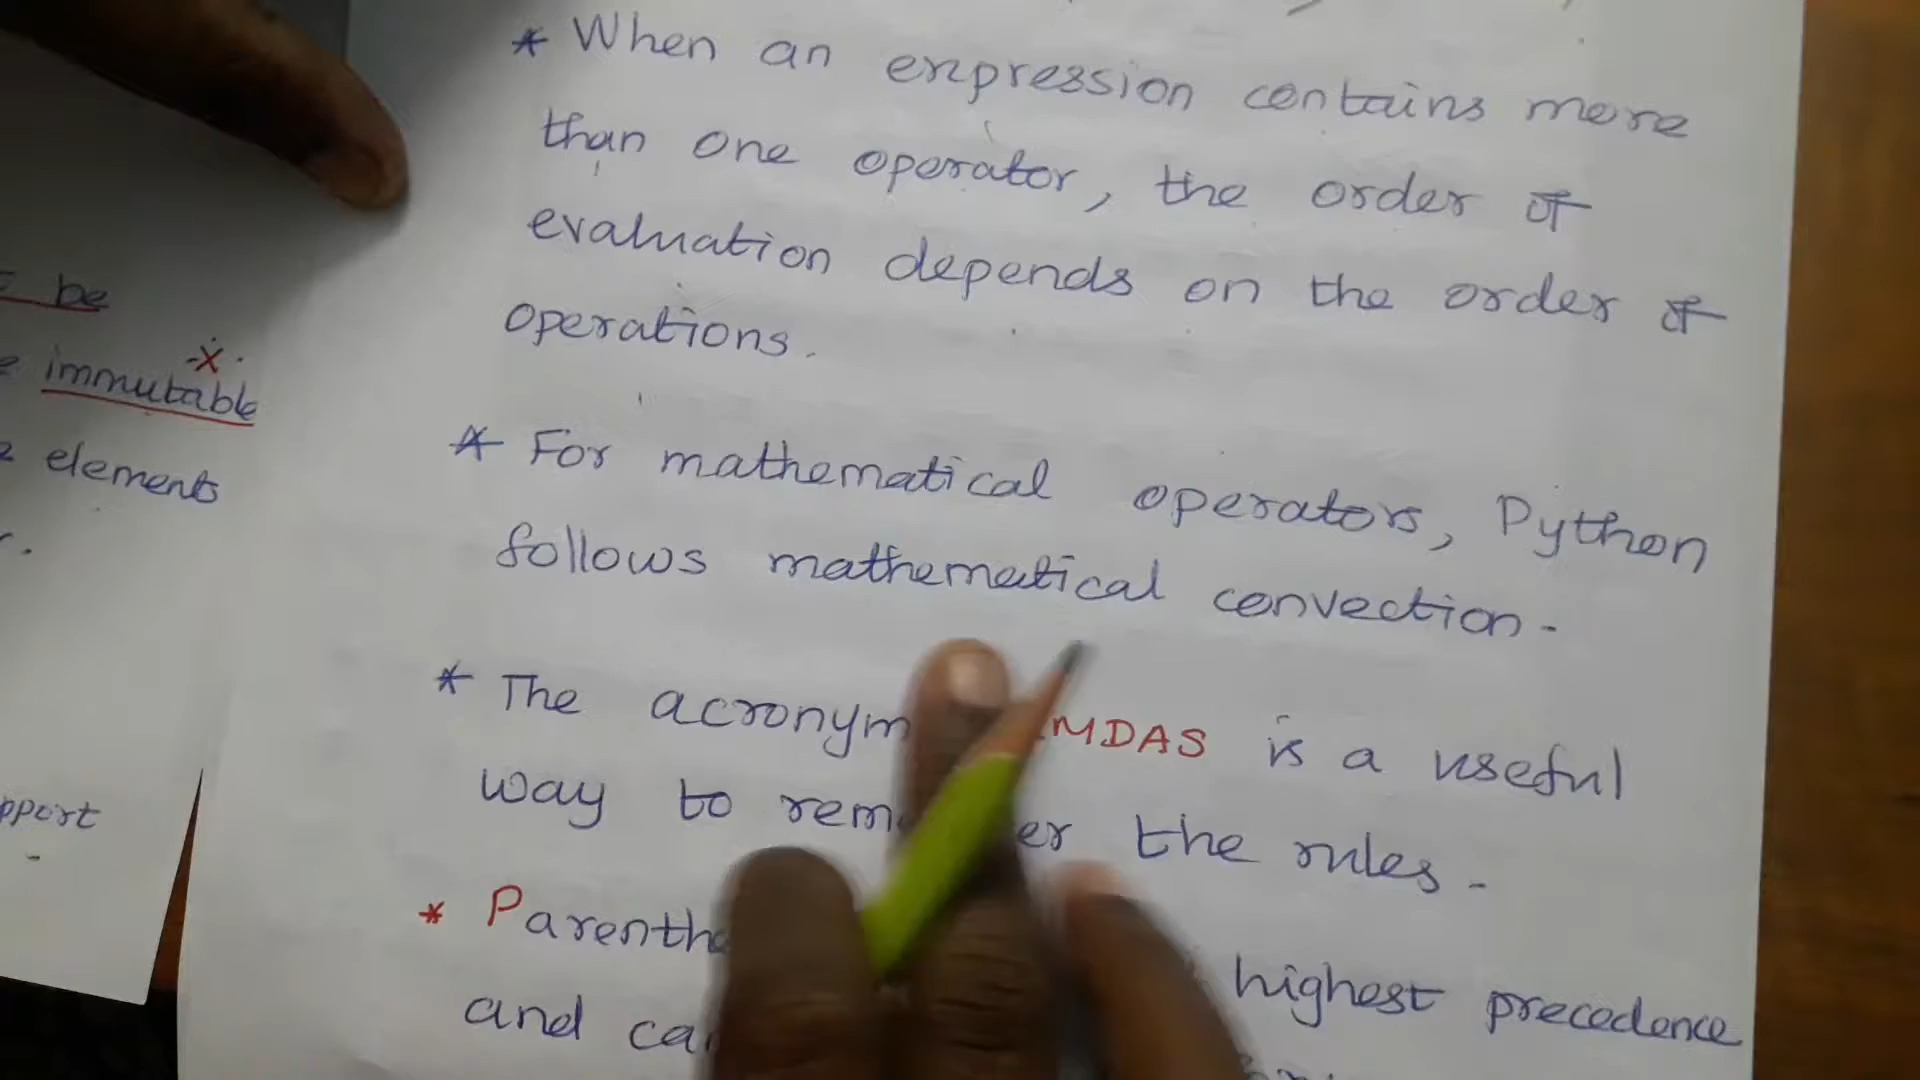 * When an expression contains more
than one operator, the order of
evaluation depends on the order of
operations.
* For mathematical operators, Python
follows mathematical convection.
* The acronym MDAS is a useful
way to rem er the rules.
* Parenthe highest precedence
and ca
be
immutable
elements
pport